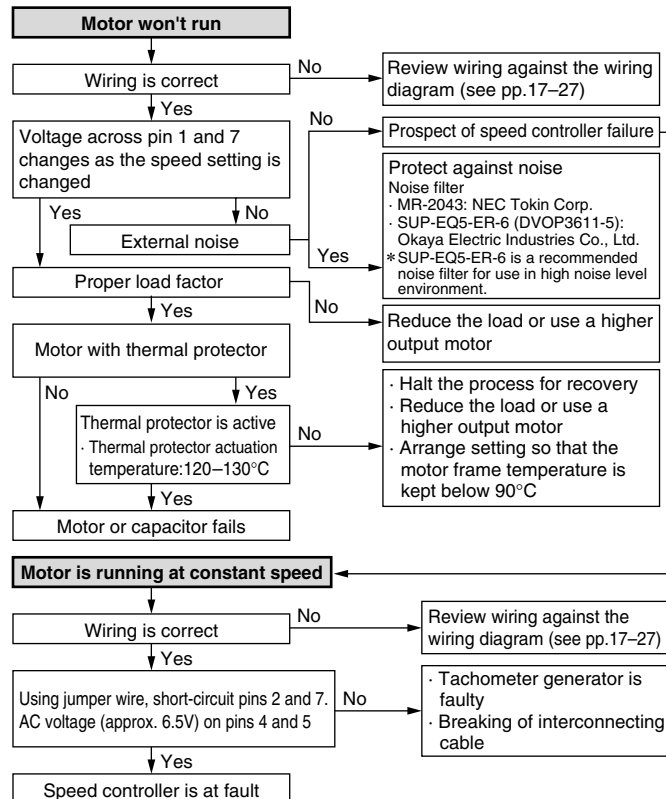 Motor won't run
Wiring is correct
No
Review wiring against the wiring
diagram (see pp.17–27)
Yes
Voltage across pin 1 and 7
changes as the speed setting is
changed
No
Prospect of speed controller failure
Yes
No
External noise
Yes
Protect against noise
Noise filter
· MR-2043: NEC Tokin Corp.
· SUP-EQ5-ER-6 (DVOP3611-5):
Okaya Electric Industries Co., Ltd.
* SUP-EQ5-ER-6 is a recommended
noise filter for use in high noise level
environment.
Proper load factor
Yes
No
Reduce the load or use a higher
output motor
Motor with thermal protector
No
Yes
Thermal protector is active
· Thermal protector actuation
temperature:120–130°C
No
· Halt the process for recovery
· Reduce the load or use a
higher output motor
· Arrange setting so that the
motor frame temperature is
kept below 90°C
Yes
Motor or capacitor fails
Motor is running at constant speed
Wiring is correct
No
Review wiring against the
wiring diagram (see pp.17–27)
Yes
Using jumper wire, short-circuit pins 2 and 7.
AC voltage (approx. 6.5V) on pins 4 and 5
No
· Tachometer generator is
faulty
· Breaking of interconnecting
cable
Yes
Speed controller is at fault